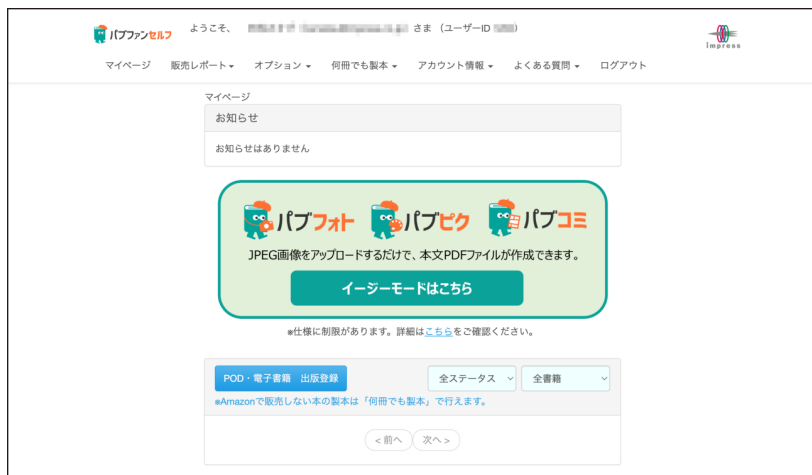 パブファンセルフ
ようこそ、 さま （ユーザーID ）
impress
マイページ 販売レポート オプション 何冊でも製本 アカウント情報 よくある質問 ログアウト
マイページ
お知らせ
お知らせはありません
パブフォト パブピク パブコミ
JPEG画像をアップロードするだけで、本文PDFファイルが作成できます。
イージーモードはこちら
※仕様に制限があります。詳細はこちらをご確認ください。
POD・電子書籍 出版登録 全ステータス 全書籍
※Amazonで販売しない本の製本は「何冊でも製本」で行えます。
<前へ 次へ>